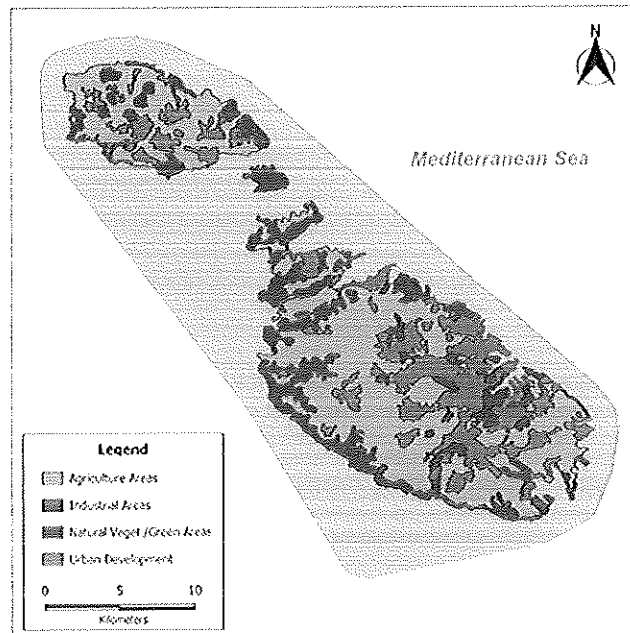 N
Mediterranean Sea
Legend
Agriculture Areas
Industrial Areas
Natural Veget /Green Areas
Urban Development
0 5 10
Kilometers